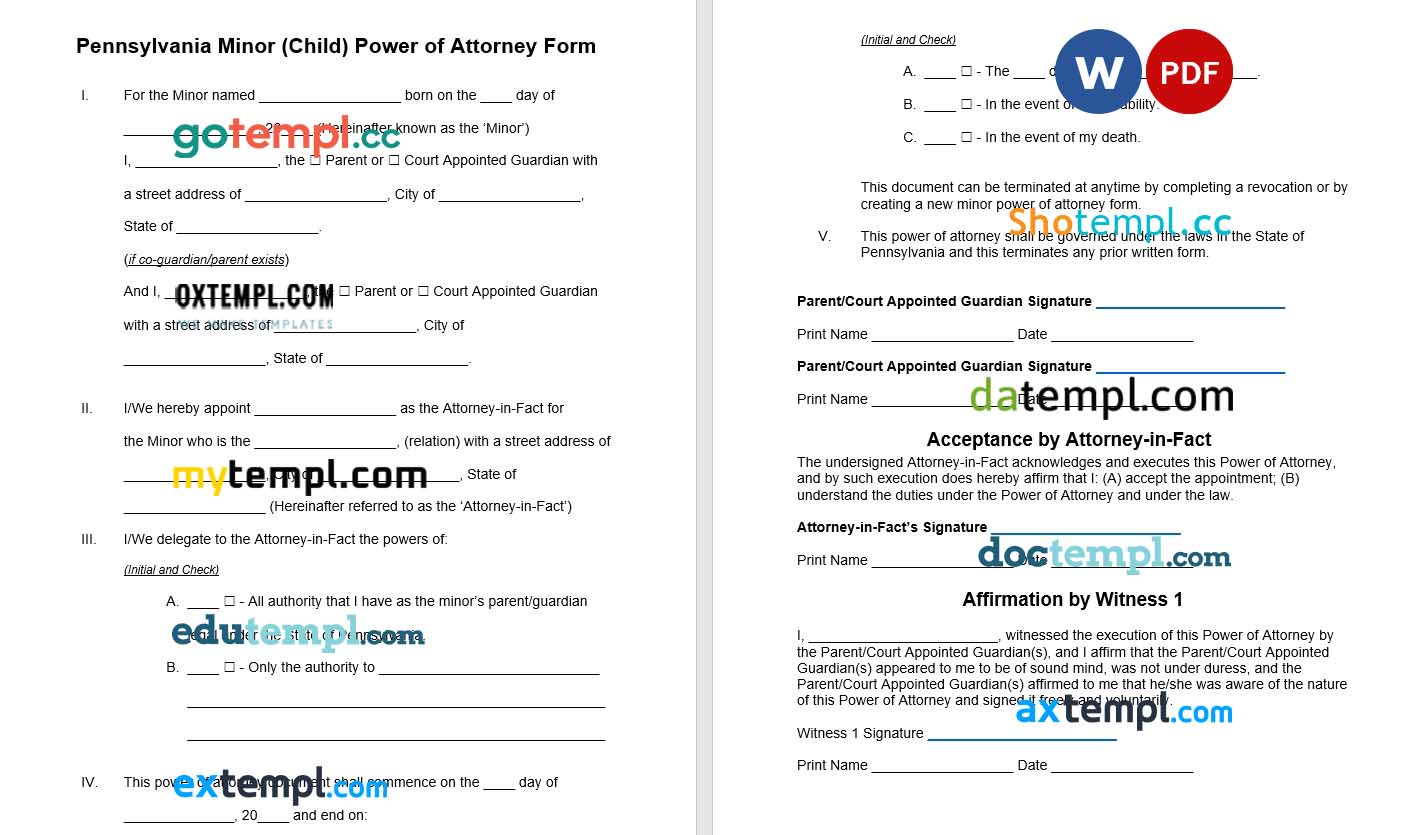 Pennsylvania Minor (Child) Power of Attorney Form
I. For the Minor named __________________ born on the ____ day of
__________________, 20____ (Hereinafter known as the ‘Minor’)
gotempl.cc
I, __________________, the ☐ Parent or ☐ Court Appointed Guardian with
a street address of __________________, City of __________________,
State of __________________.
(if co-guardian/parent exists)
And I, __________________, the ☐ Parent or ☐ Court Appointed Guardian
OXTEMPL.COM
WE MAKE TEMPLATES
with a street address of __________________, City of
__________________, State of __________________.
II. I/We hereby appoint __________________ as the Attorney-in-Fact for
the Minor who is the __________________, (relation) with a street address of
__________________, City of __________________, State of
mytempl.com
__________________ (Hereinafter referred to as the ‘Attorney-in-Fact’)
III. I/We delegate to the Attorney-in-Fact the powers of:
(Initial and Check)
A. ____ ☐ - All authority that I have as the minor’s parent/guardian
legal under the State of Pennsylvania.
edutempl.com
B. ____ ☐ - Only the authority to ____________________________
_____________________________________________________
_____________________________________________________
IV. This power of attorney document shall commence on the ____ day of
extempl.com
______________, 20____ and end on:
(Initial and Check)
A. ____ ☐ - The ____ d
W PDF
B. ____ ☐ - In the event of
C. ____ ☐ - In the event of my death.
This document can be terminated at anytime by completing a revocation or by
creating a new minor power of attorney form.
Shotempl.cc
V. This power of attorney shall be governed under the laws in the State of
Pennsylvania and this terminates any prior written form.
Parent/Court Appointed Guardian Signature ________________________
Print Name __________________ Date __________________
Parent/Court Appointed Guardian Signature ________________________
Print Name __________________ Date __________________
datempl.com
Acceptance by Attorney-in-Fact
The undersigned Attorney-in-Fact acknowledges and executes this Power of Attorney,
and by such execution does hereby affirm that I: (A) accept the appointment; (B)
understand the duties under the Power of Attorney and under the law.
Attorney-in-Fact’s Signature ________________________
Print Name __________________ Date __________________
doctempl.com
Affirmation by Witness 1
I, ________________________, witnessed the execution of this Power of Attorney by
the Parent/Court Appointed Guardian(s), and I affirm that the Parent/Court Appointed
Guardian(s) appeared to me to be of sound mind, was not under duress, and the
Parent/Court Appointed Guardian(s) affirmed to me that he/she was aware of the nature
of this Power of Attorney and signed it freely and voluntarily.
axtempl.com
Witness 1 Signature ________________________
Print Name __________________ Date __________________